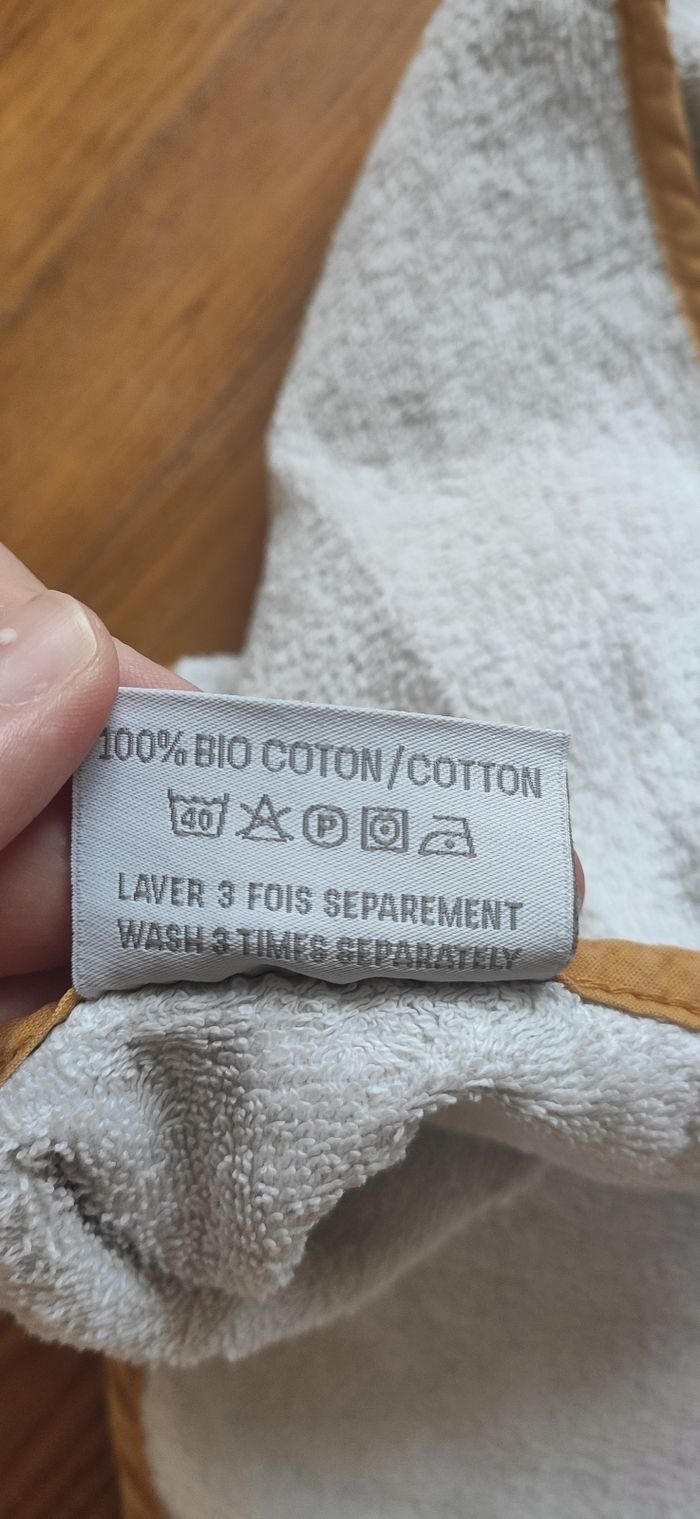 100% BIO COTON/COTTON
40 P
LAVER 3 FOIS SEPAREMENT
WASH 3 TIMES SEPARATELY